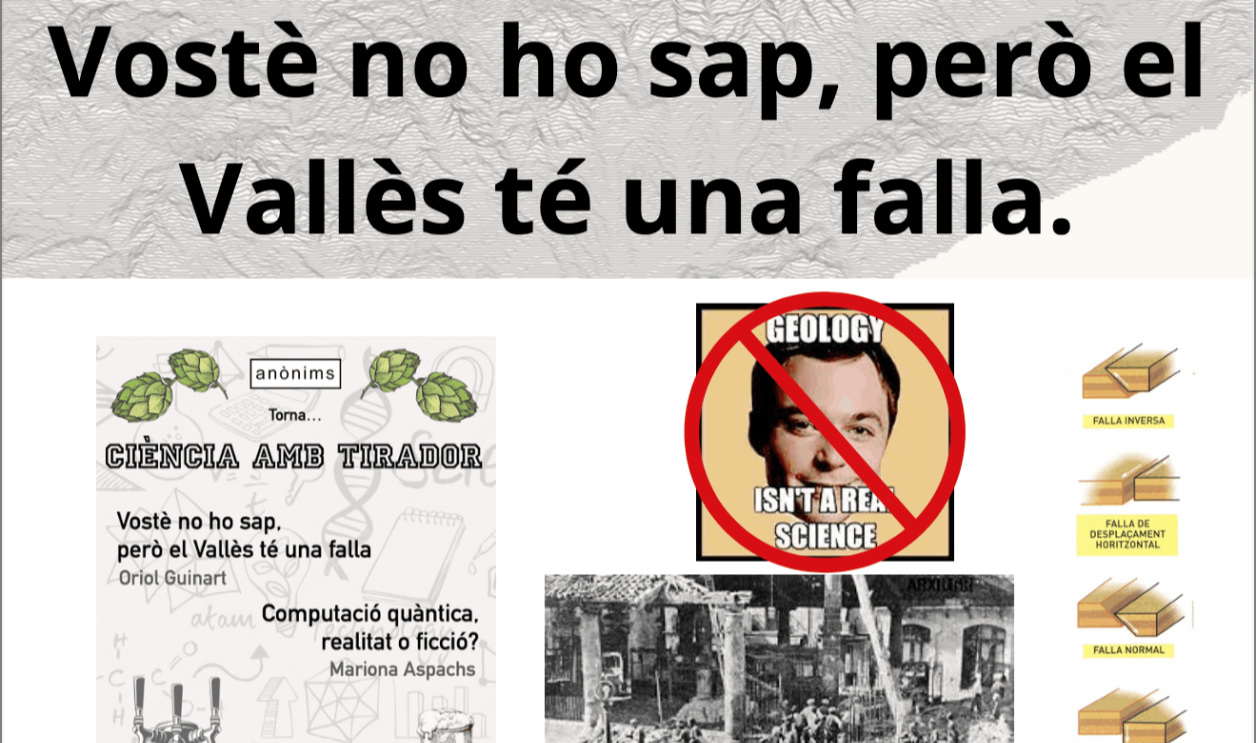 Vostè no ho sap, però el
Vallès té una falla.
anònims
Torna...
CIÈNCIA AMB TIRADOR
Vostè no ho sap,
però el Vallès té una falla
Oriol Guinart
Computació quàntica,
realitat o ficció?
Mariona Aspachs
atom
GEOLOGY
ISN'T A REAL
SCIENCE
FALLA INVERSA
FALLA DE
DESPLAÇAMENT
HORITZONTAL
FALLA NORMAL